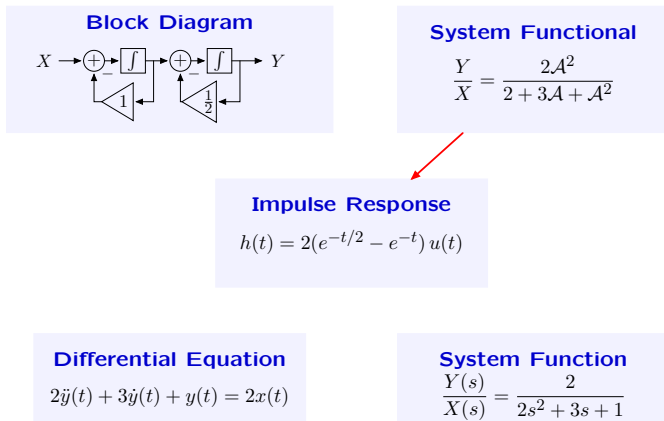 Block Diagram
X + − ∫ + − ∫ Y
1 1/2
System Functional
Y/X = 2𝒜²/(2 + 3𝒜 + 𝒜²)
Impulse Response
h(t) = 2(e^{−t/2} − e^{−t}) u(t)
Differential Equation
2ÿ(t) + 3ẏ(t) + y(t) = 2x(t)
System Function
Y(s)/X(s) = 2/(2s² + 3s + 1)